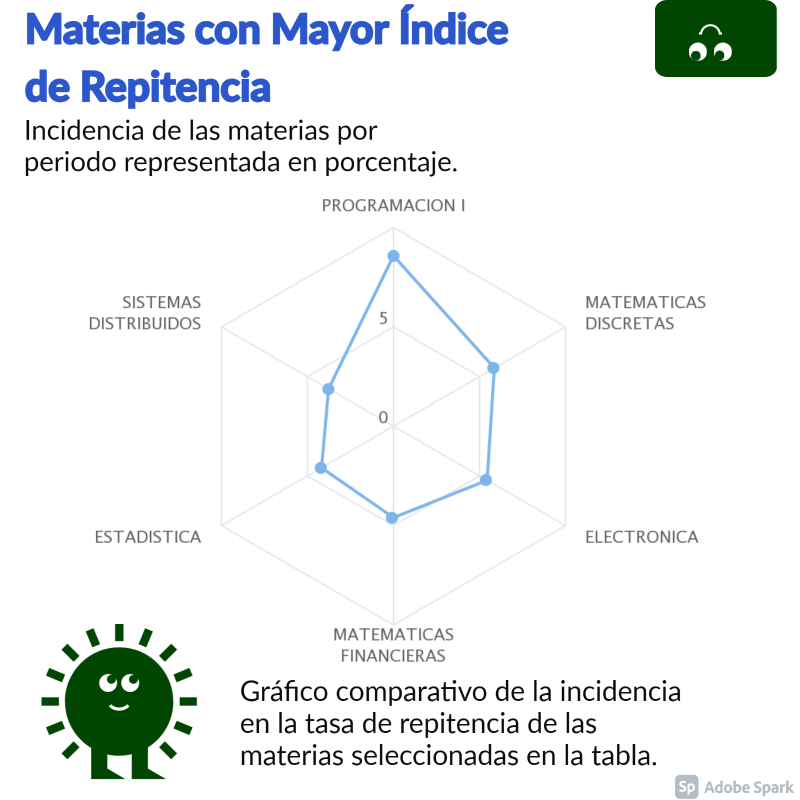 Materias con Mayor Índice
de Repitencia
Incidencia de las materias por
periodo representada en porcentaje.
PROGRAMACION I
SISTEMAS
DISTRIBUIDOS
MATEMATICAS
DISCRETAS
5
0
ESTADISTICA
ELECTRONICA
MATEMATICAS
FINANCIERAS
Gráfico comparativo de la incidencia
en la tasa de repitencia de las
materias seleccionadas en la tabla.
Sp Adobe Spark